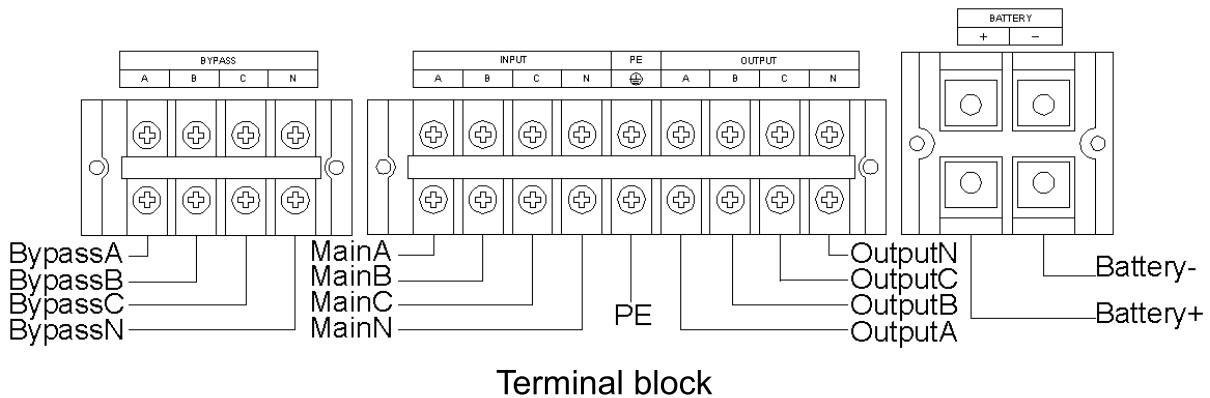 BATTERY
+ −
BYPASS
A B C N
INPUT PE OUTPUT
A B C N A B C N
BypassA
BypassB
BypassC
BypassN
MainA
MainB
MainC
MainN
PE
OutputN
OutputC
OutputB
OutputA
Battery-
Battery+
Terminal block